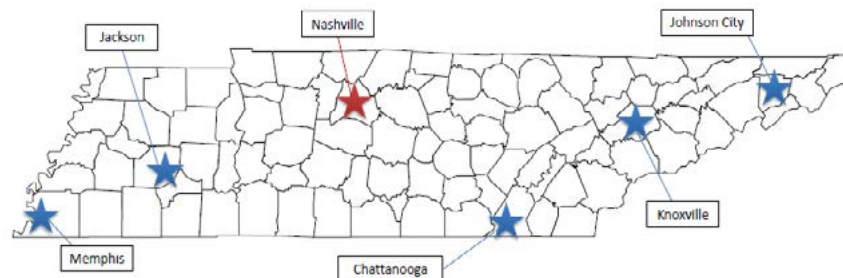 Nashville
Johnson City
Jackson
Knoxville
Memphis
Chattanooga